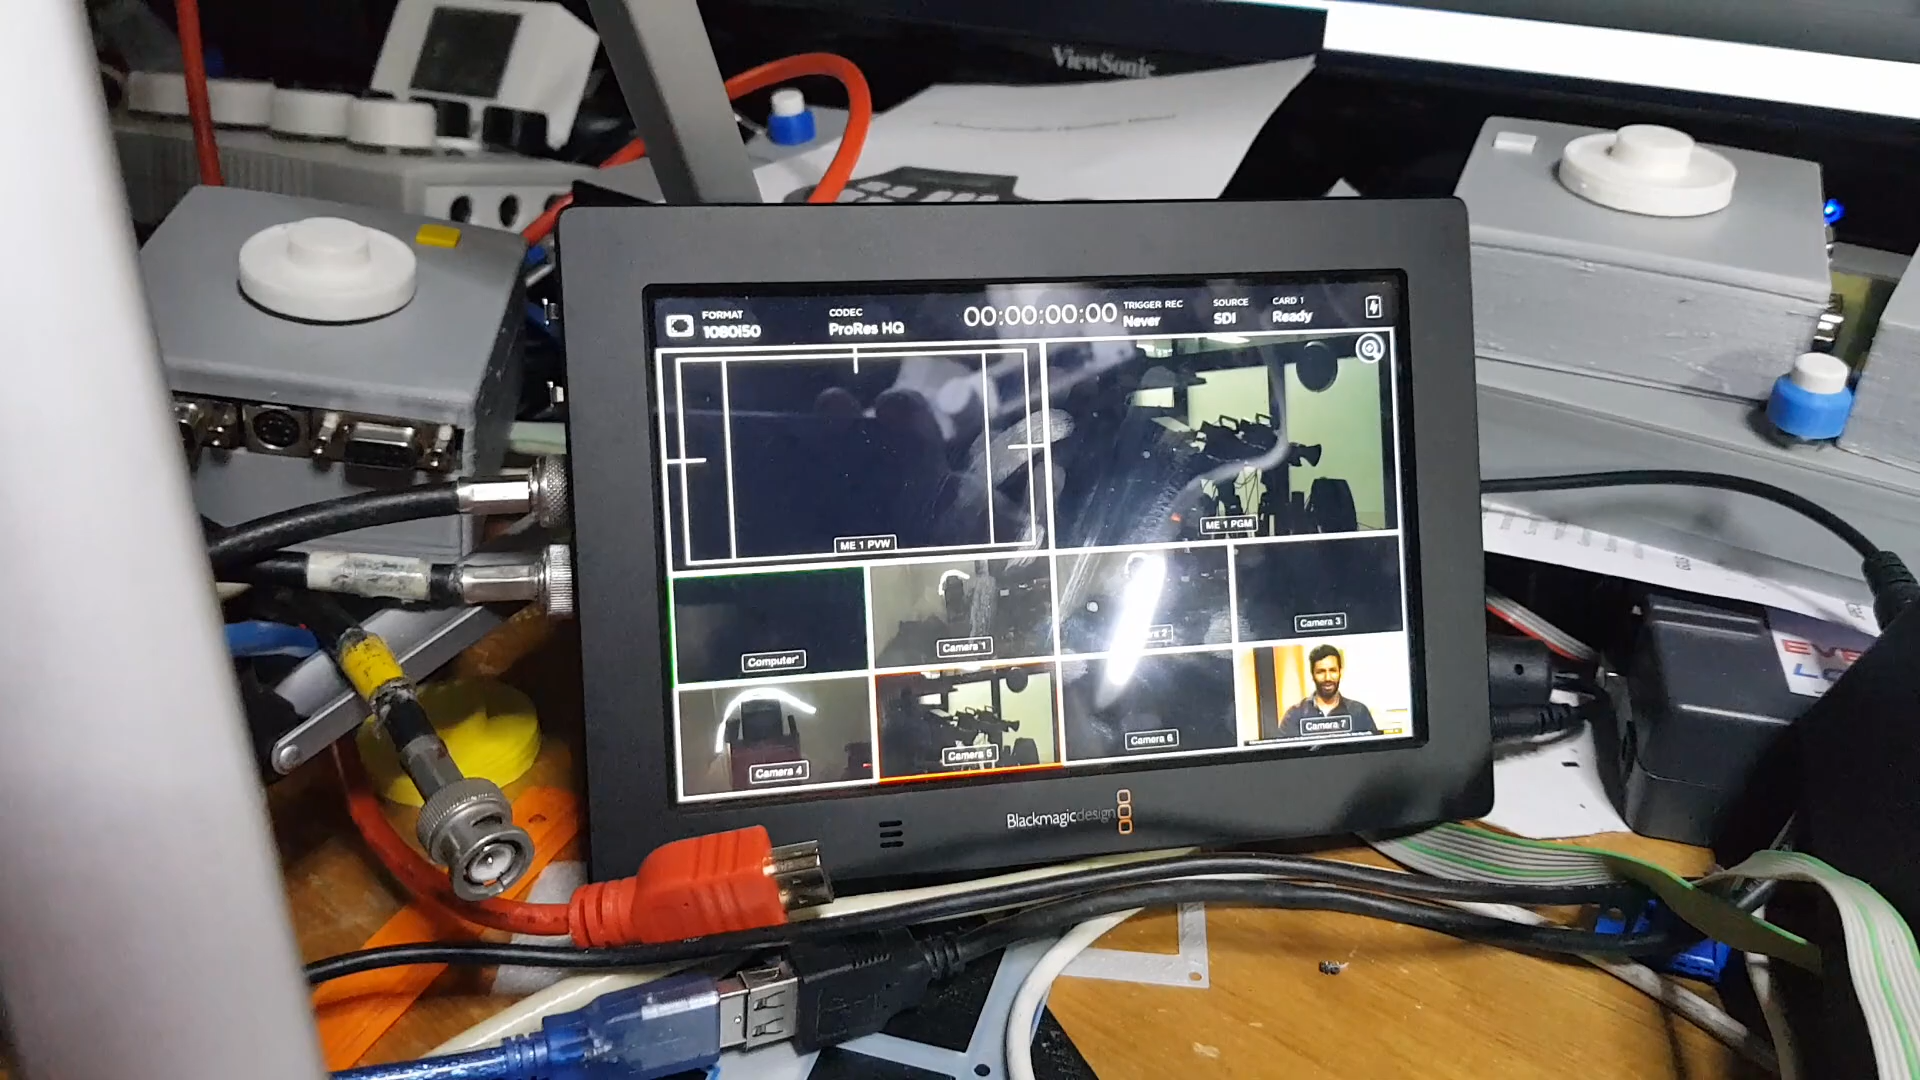 ViewSonic
FORMAT
1080i50
CODEC
ProRes HQ
00:00:00:00
TRIGGER REC
Never
SOURCE
SDI
CARD 1
Ready
ME 1 PVW
ME 1 PGM
Computer*
Camera 1
2
Camera 3
Camera 4
Camera 5
Camera 6
Camera 7
Blackmagicdesign